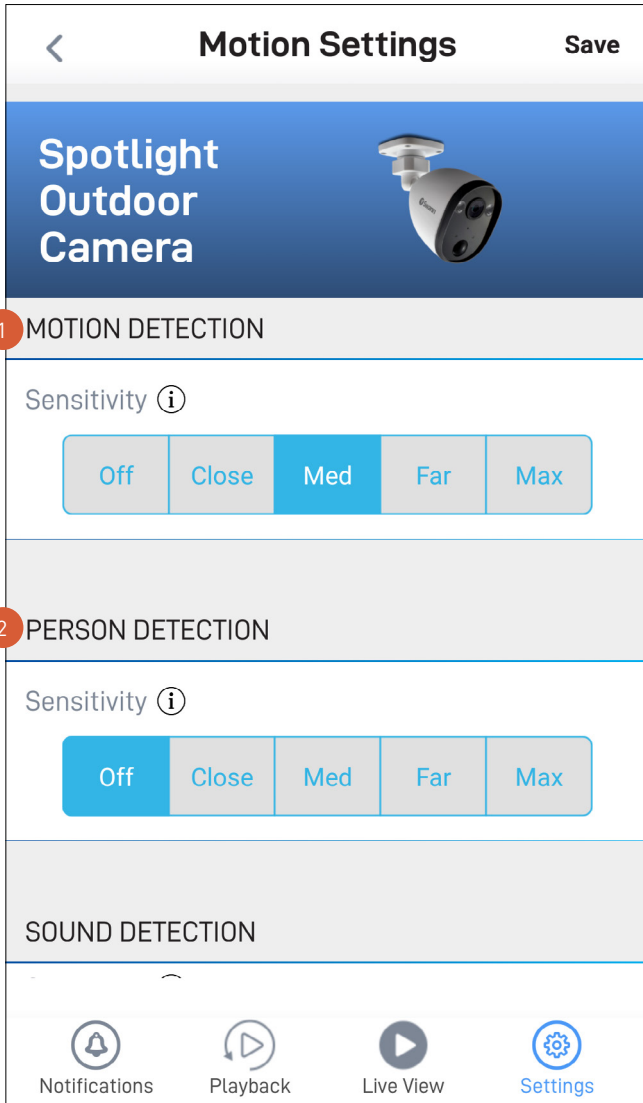 Motion Settings Save
Spotlight
Outdoor
Camera
Swann
1 MOTION DETECTION
Sensitivity i
Off Close Med Far Max
2 PERSON DETECTION
Sensitivity i
Off Close Med Far Max
SOUND DETECTION
Notifications Playback Live View Settings